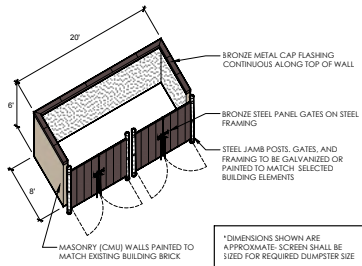 20'
BRONZE METAL CAP FLASHING
CONTINUOUS ALONG TOP OF WALL
6'
BRONZE STEEL PANEL GATES ON STEEL
FRAMING
STEEL JAMB POSTS, GATES, AND
FRAMING TO BE GALVANIZED OR
PAINTED TO MATCH SELECTED
BUILDING ELEMENTS
8'
MASONRY (CMU) WALLS PAINTED TO
MATCH EXISTING BUILDING BRICK
*DIMENSIONS SHOWN ARE
APPROXMATE- SCREEN SHALL BE
SIZED FOR REQUIRED DUMPSTER SIZE